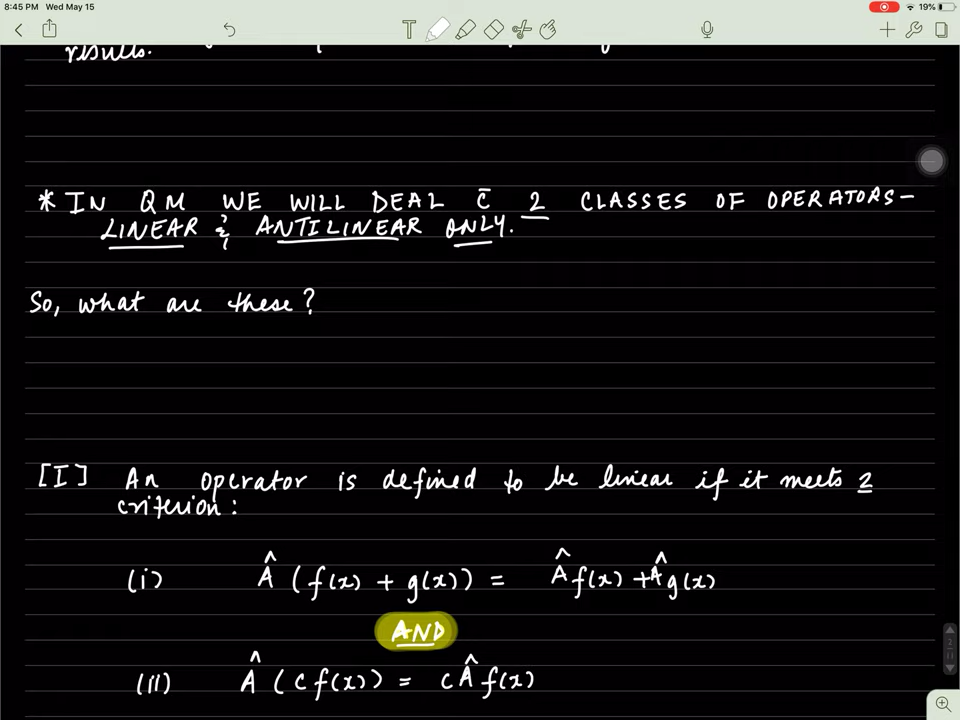 8:45 PM Wed May 15
19%
results.
* IN QM WE WILL DEAL C̄ 2 CLASSES OF OPERATORS-
LINEAR & ANTILINEAR ONLY.
So, what are these?
[I] An operator is defined to be linear if it meets 2
criterion:
(i) Â (f(x) + g(x)) = Â f(x) + Â g(x)
AND
(ii) Â (c f(x)) = c Â f(x)